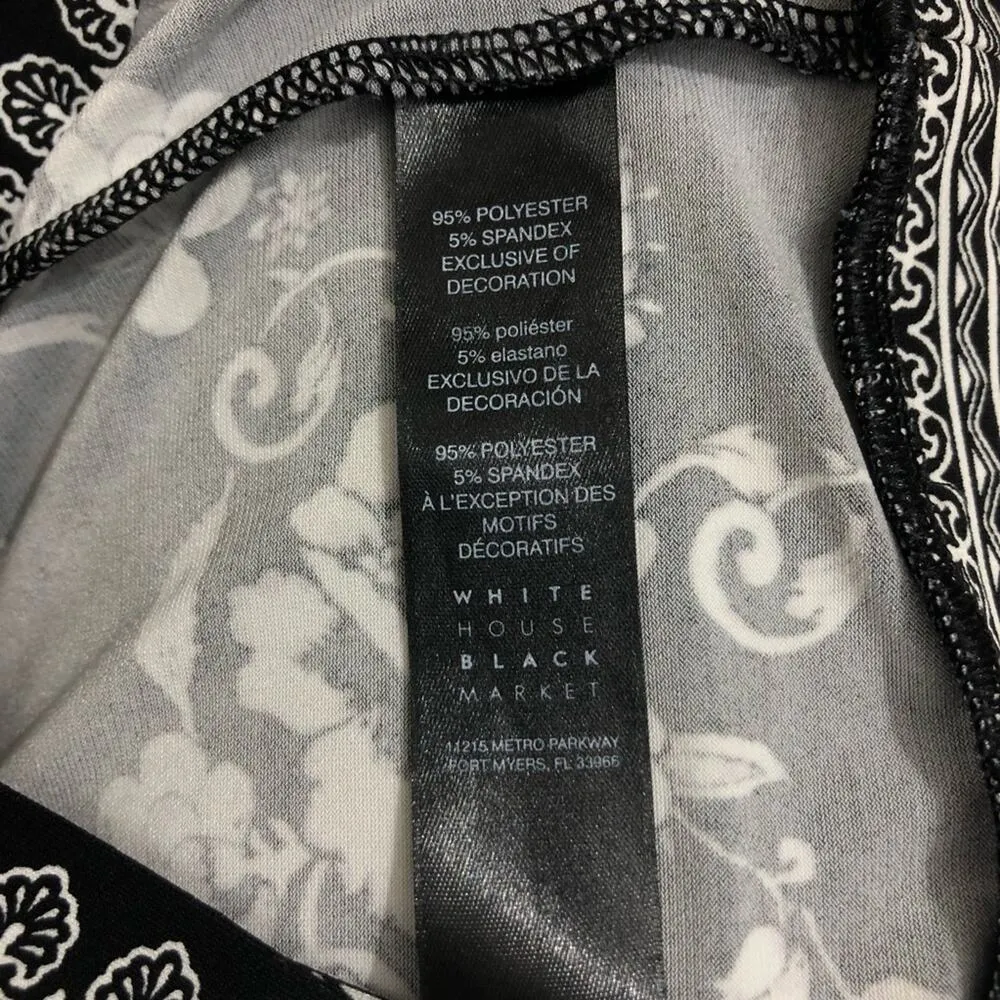 95% POLYESTER
5% SPANDEX
EXCLUSIVE OF
DECORATION
95% poliéster
5% elastano
EXCLUSIVO DE LA
DECORACIÓN
95% POLYESTER
5% SPANDEX
À L'EXCEPTION DES
MOTIFS
DÉCORATIFS
WHITE
HOUSE
BLACK
MARKET
11215 METRO PARKWAY
FORT MYERS, FL 33966